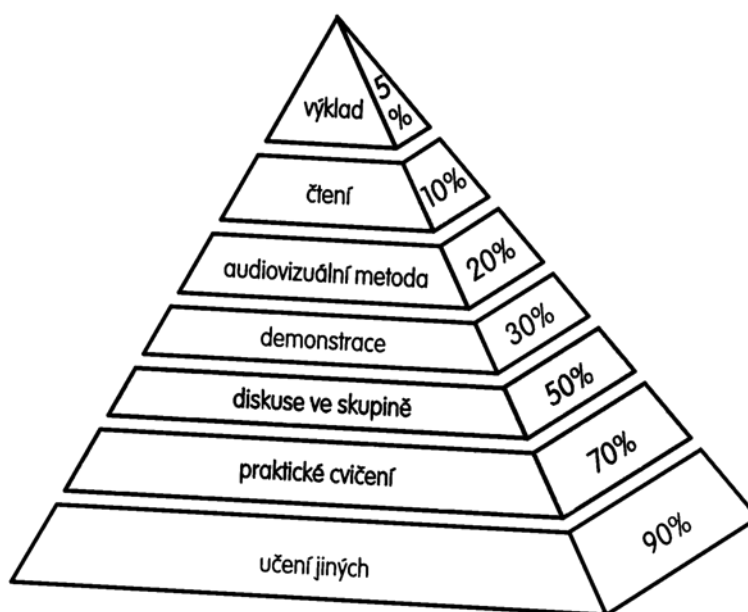 výklad
5
%
čtení
10%
audiovizuální metoda
20%
demonstrace
30%
diskuse ve skupině
50%
praktické cvičení
70%
učení jiných
90%